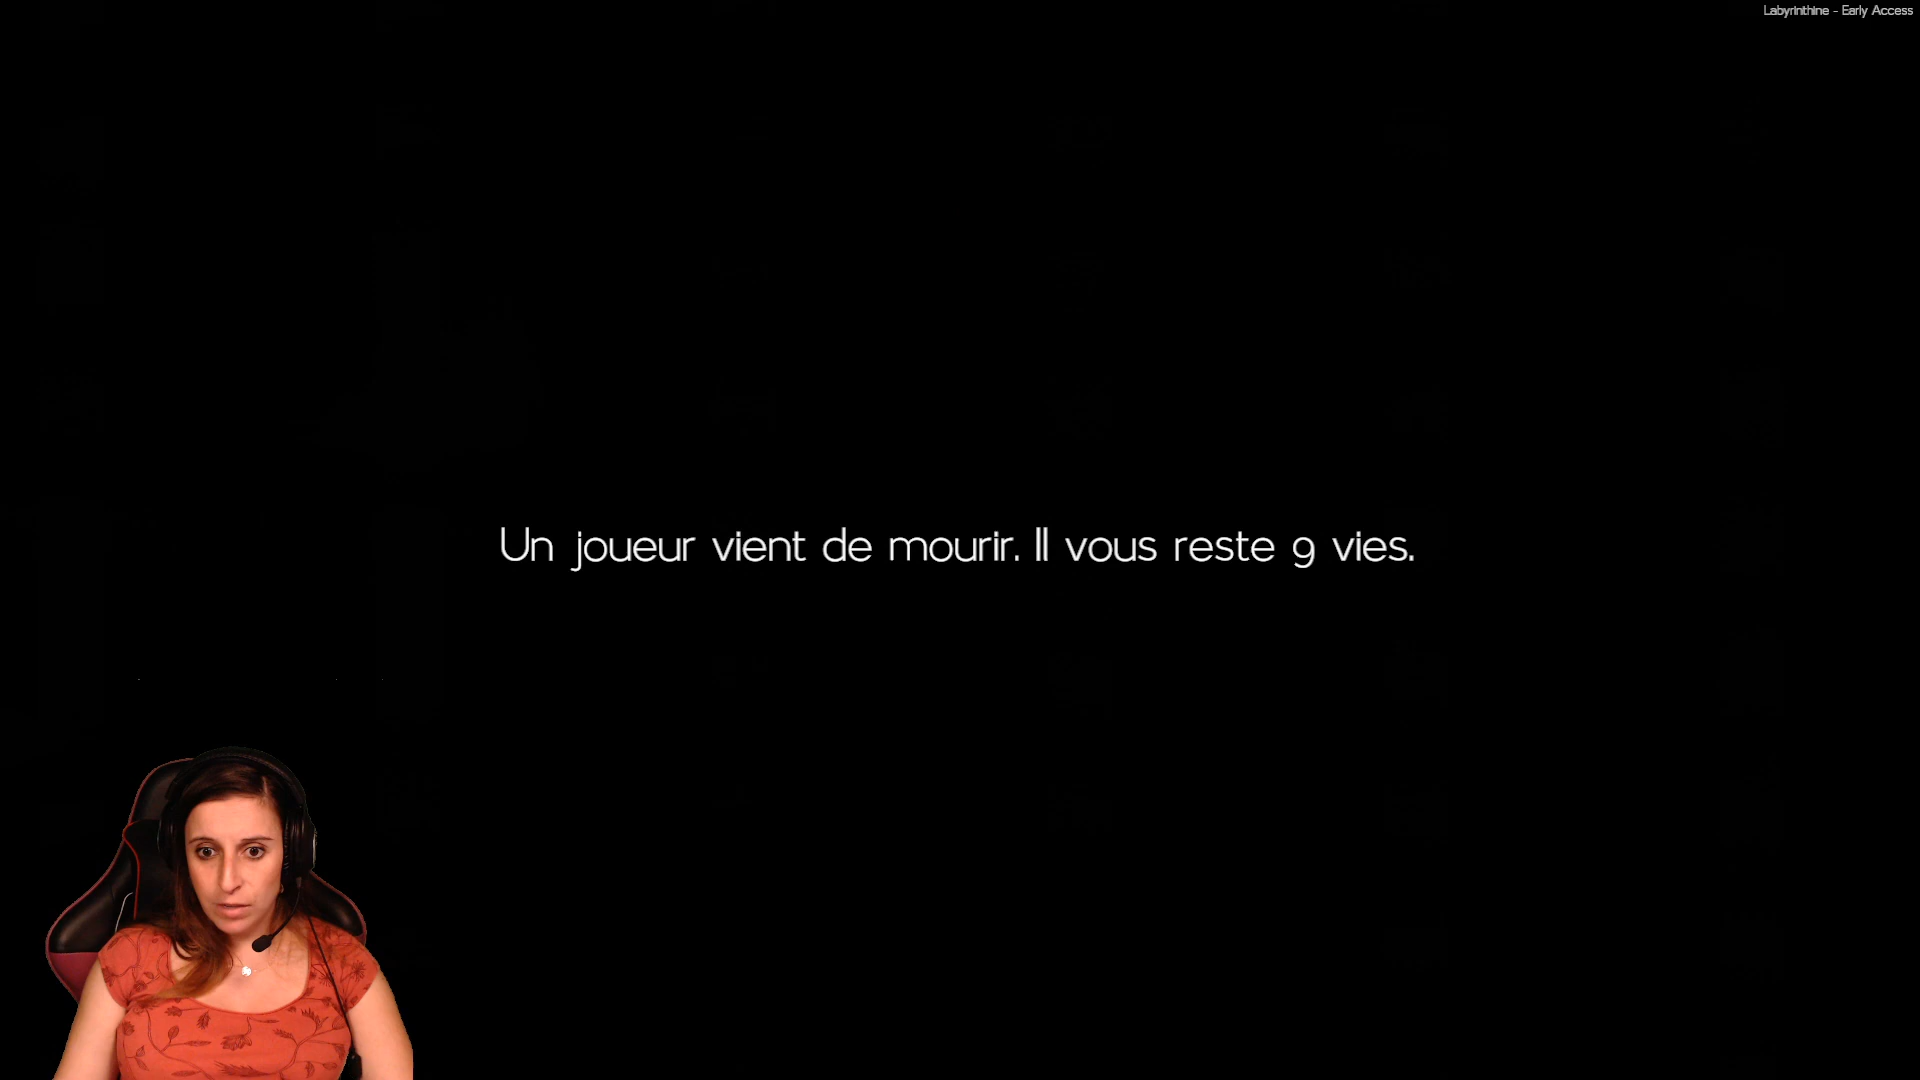 Labyrinthine - Early Access
Un joueur vient de mourir. Il vous reste 9 vies.